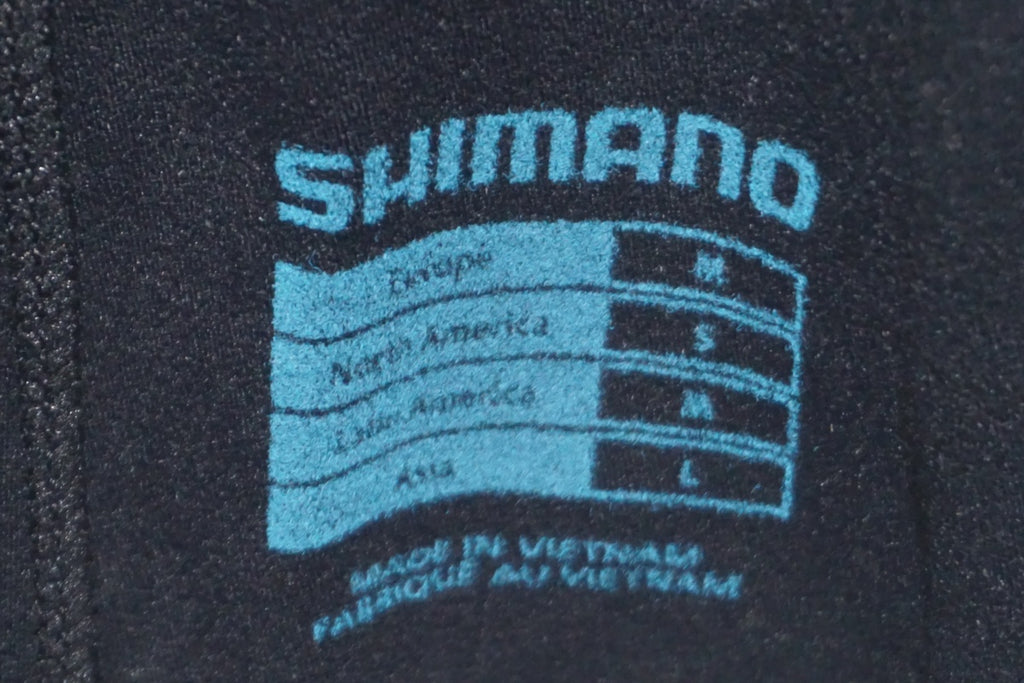 SHIMANO
Europe M
North America S
Latin America M
Asia L
MADE IN VIETNAM
FABRIQUÉ AU VIETNAM